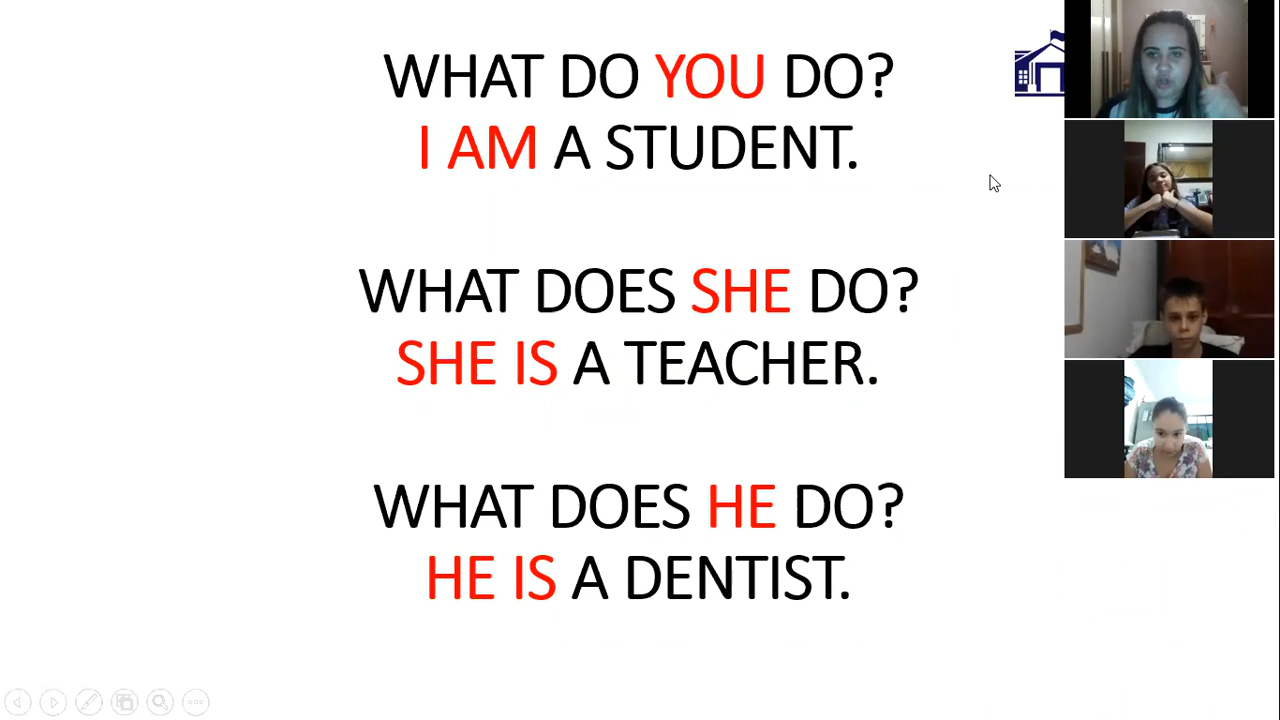 WHAT DO YOU DO?
I AM A STUDENT.
WHAT DOES SHE DO?
SHE IS A TEACHER.
WHAT DOES HE DO?
HE IS A DENTIST.